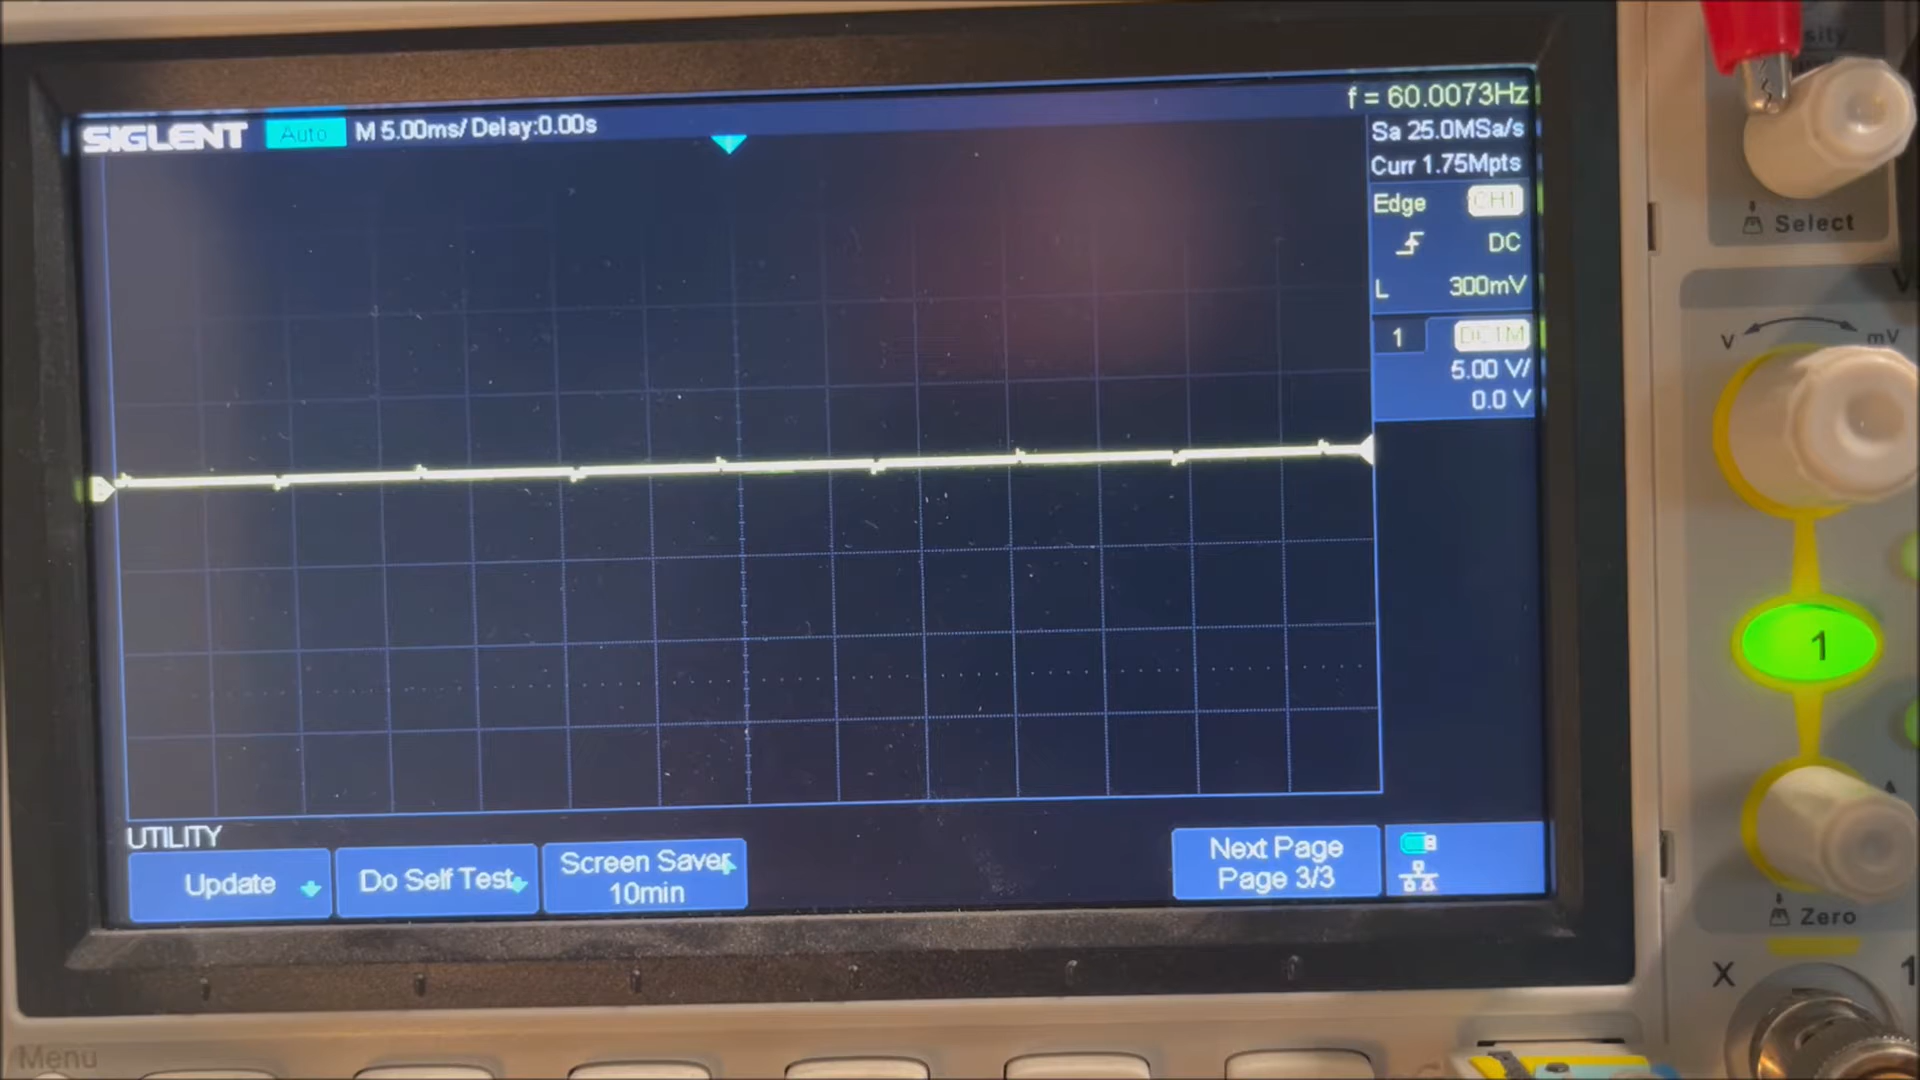 f = 60.0073Hz
SIGLENT Auto M 5.00ms/ Delay:0.00s
Sa 25.0MSa/s
Curr 1.75Mpts
Edge CH1
DC
L 300mV
1 DC1M
5.00 V/
0.0 V
UTILITY
Update
Do Self Test
Screen Saver
10min
Next Page
Page 3/3
Select
V mV
1
Zero
X 1
Menu